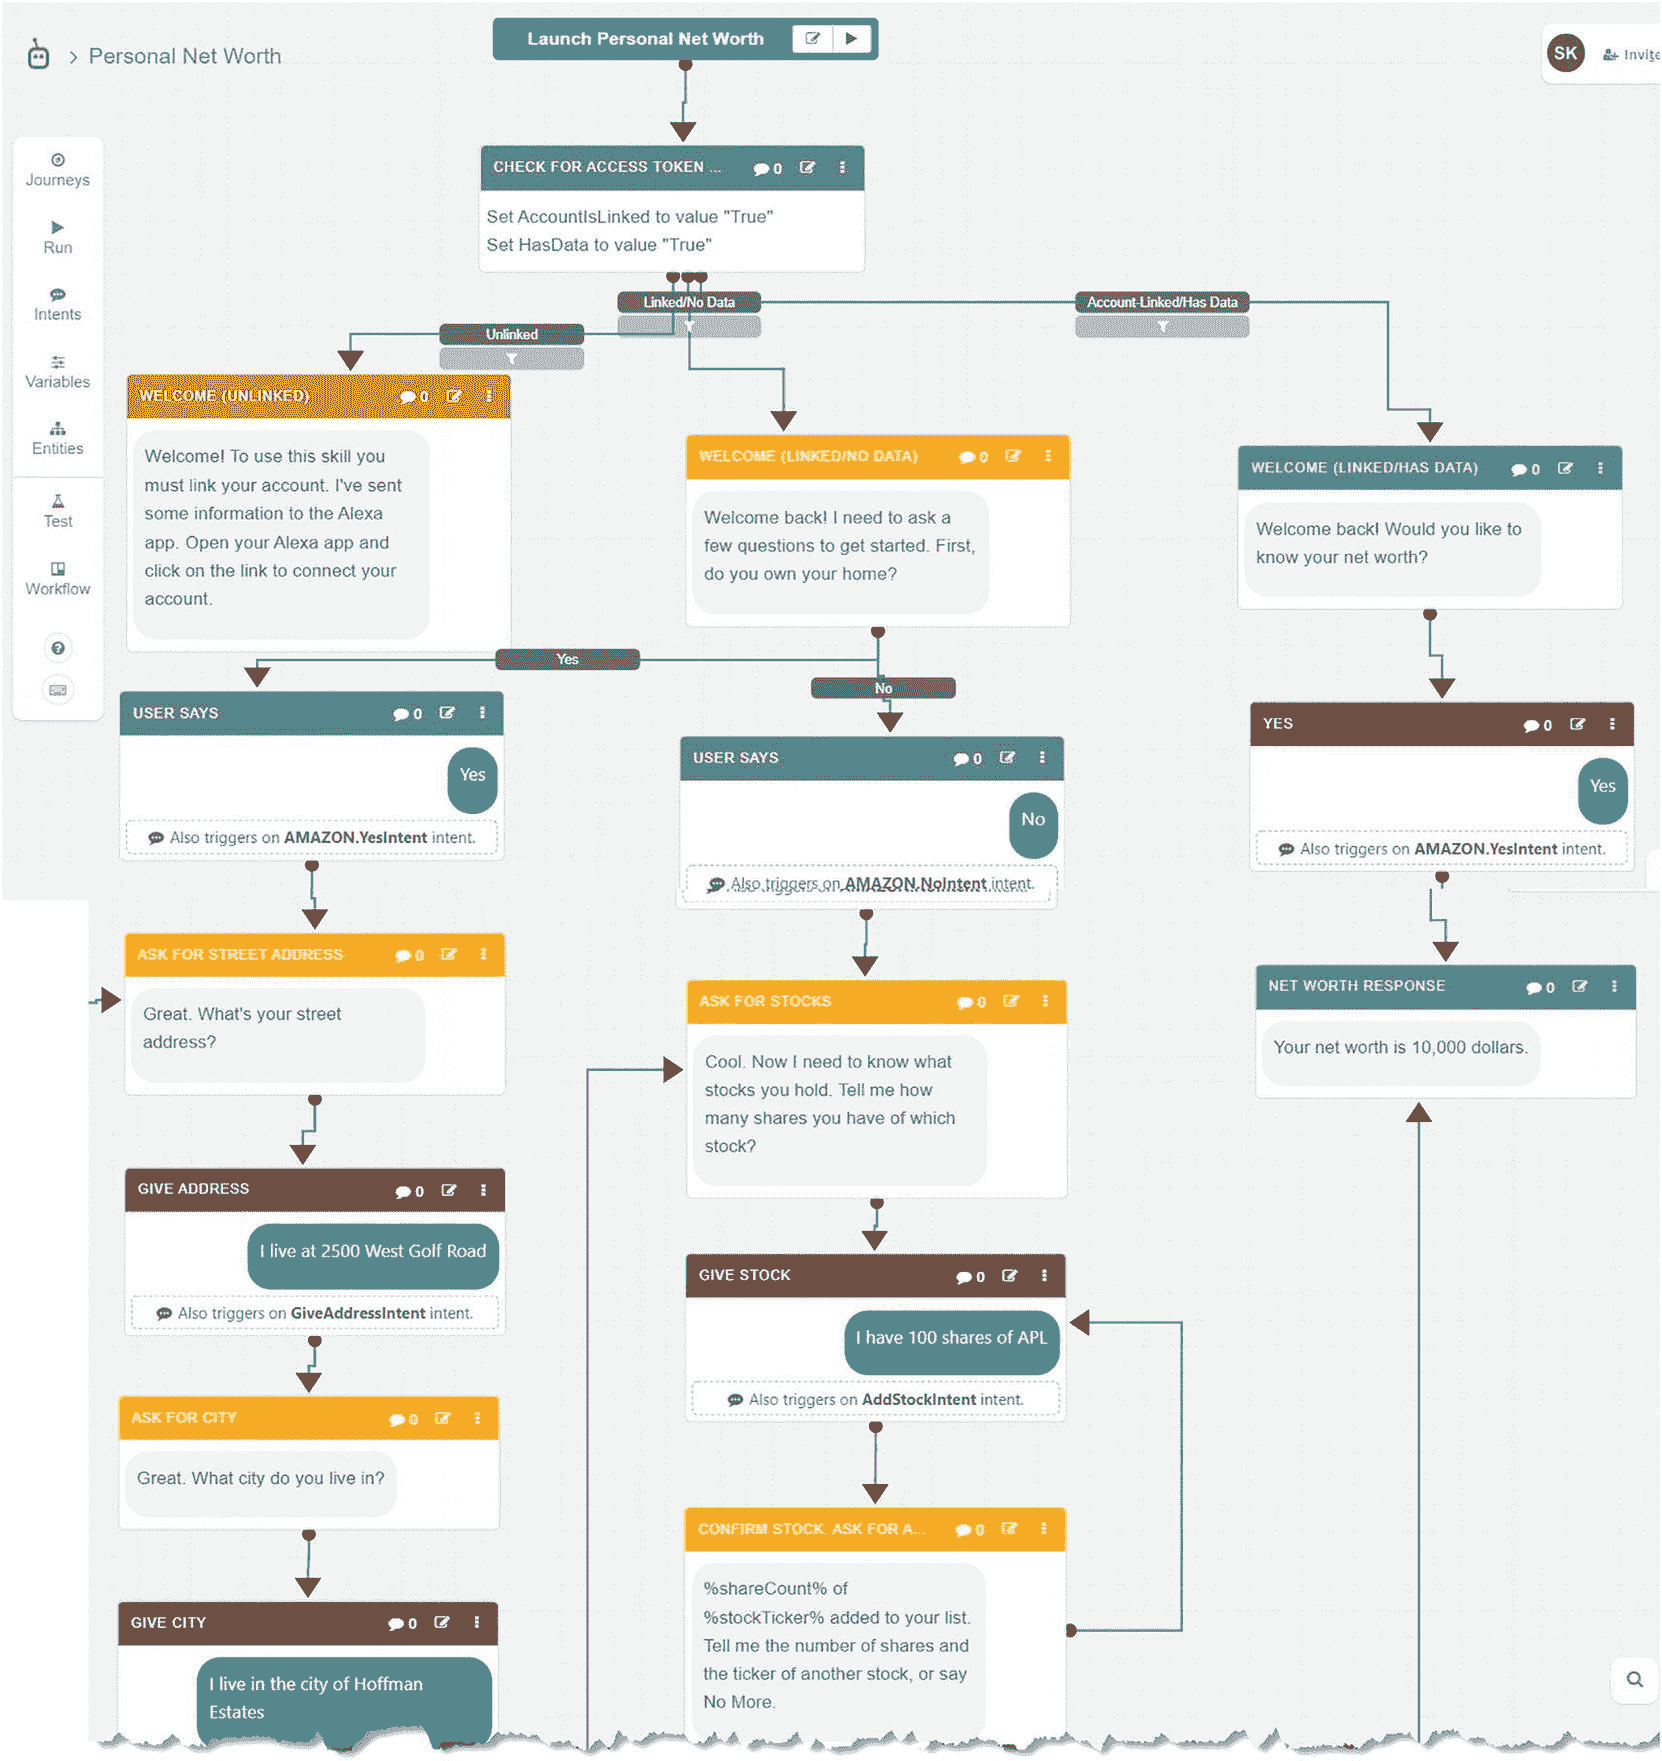 Launch Personal Net Worth
> Personal Net Worth
SK
Invite
Journeys
Run
Intents
Variables
Entities
Test
Workflow
CHECK FOR ACCESS TOKEN ...
0
Set AccountIsLinked to value "True"
Set HasData to value "True"
Linked/No Data
Account-Linked/Has Data
Unlinked
WELCOME (UNLINKED)
0
Welcome! To use this skill you
must link your account. I've sent
some information to the Alexa
app. Open your Alexa app and
click on the link to connect your
account.
WELCOME (LINKED/NO DATA)
0
Welcome back! I need to ask a
few questions to get started. First,
do you own your home?
WELCOME (LINKED/HAS DATA)
0
Welcome back! Would you like to
know your net worth?
Yes
No
USER SAYS
0
Yes
Also triggers on AMAZON.YesIntent intent.
USER SAYS
0
No
Also triggers on AMAZON.NoIntent intent.
YES
0
Yes
Also triggers on AMAZON.YesIntent intent.
ASK FOR STREET ADDRESS
0
Great. What's your street
address?
ASK FOR STOCKS
0
Cool. Now I need to know what
stocks you hold. Tell me how
many shares you have of which
stock?
NET WORTH RESPONSE
0
Your net worth is 10,000 dollars.
GIVE ADDRESS
0
I live at 2500 West Golf Road
Also triggers on GiveAddressIntent intent.
GIVE STOCK
0
I have 100 shares of APL
Also triggers on AddStockIntent intent.
ASK FOR CITY
0
Great. What city do you live in?
CONFIRM STOCK. ASK FOR A...
0
%shareCount% of
%stockTicker% added to your list.
Tell me the number of shares and
the ticker of another stock, or say
No More.
GIVE CITY
0
I live in the city of Hoffman
Estates